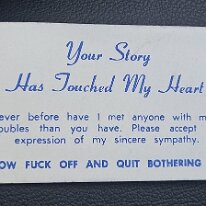 Your Story
Has Touched My Heart
ever before have I met anyone with m
oubles than you have. Please accept
expression of my sincere sympathy.
OW FUCK OFF AND QUIT BOTHERING